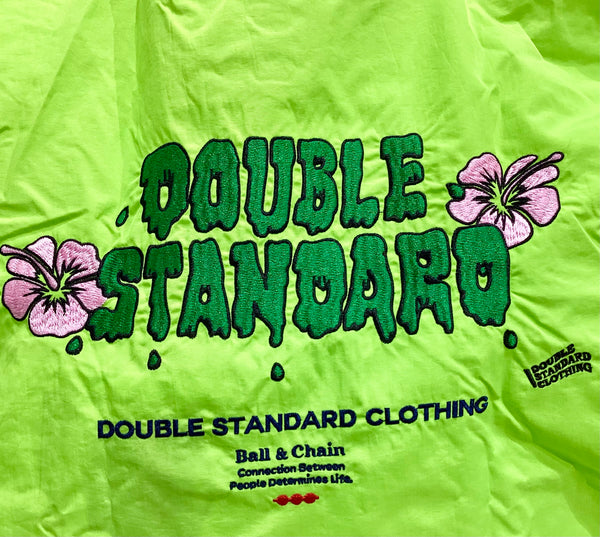 DOUBLE
STANDARD
DOUBLE
STANDARD
CLOTHING
DOUBLE STANDARD CLOTHING
Ball & Chain
Connection Between
People Determines Life.